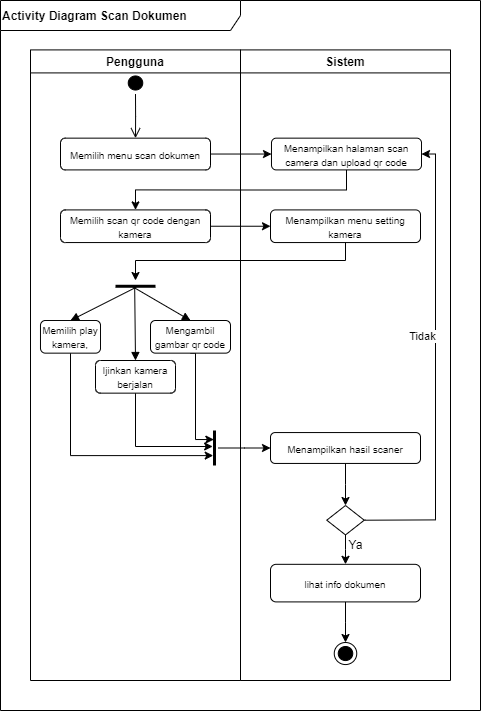 Activity Diagram Scan Dokumen
Pengguna
Sistem
Memilih menu scan dokumen
Menampilkan halaman scan
camera dan upload qr code
Memilih scan qr code dengan
kamera
Menampilkan menu setting
kamera
Memilih play
kamera,
Mengambil
gambar qr code
Ijinkan kamera
berjalan
Tidak
Menampilkan hasil scaner
Ya
lihat info dokumen